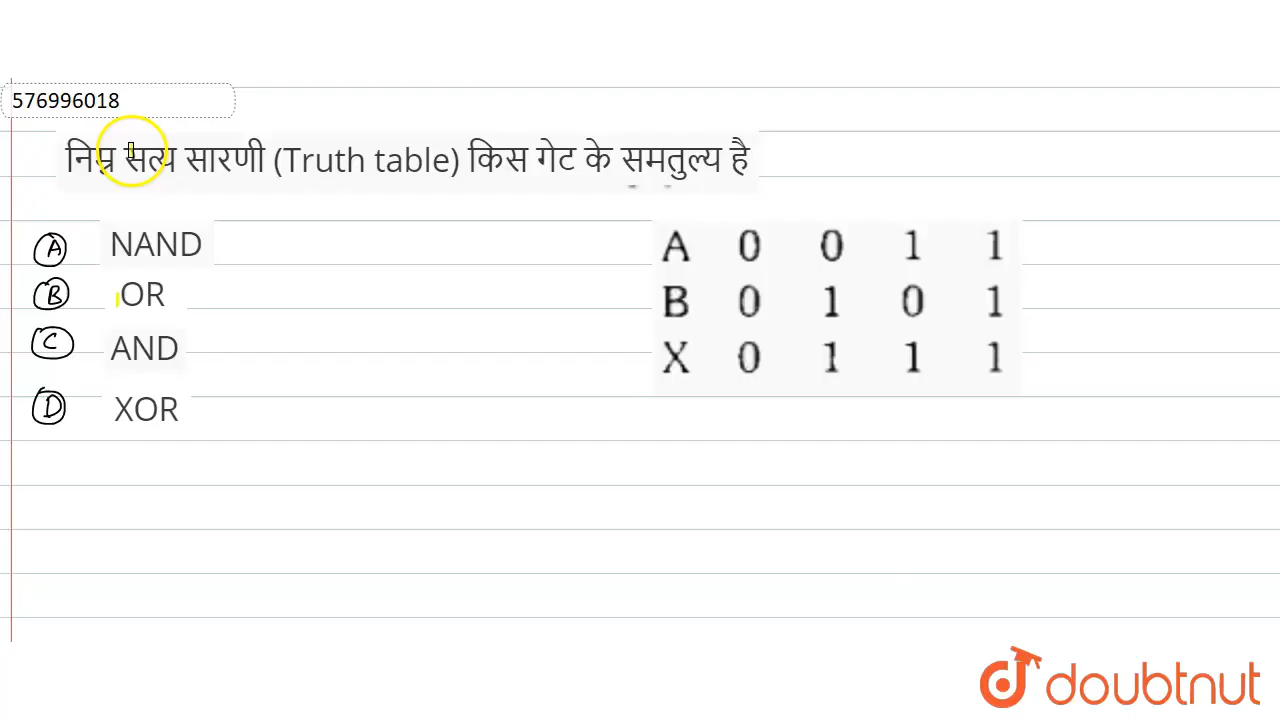 576996018
निम्न सत्य सारणी (Truth table) किस गेट के समतुल्य है
A NAND
B OR
C AND
D XOR
A 0 0 1 1
B 0 1 0 1
X 0 1 1 1
doubtnut